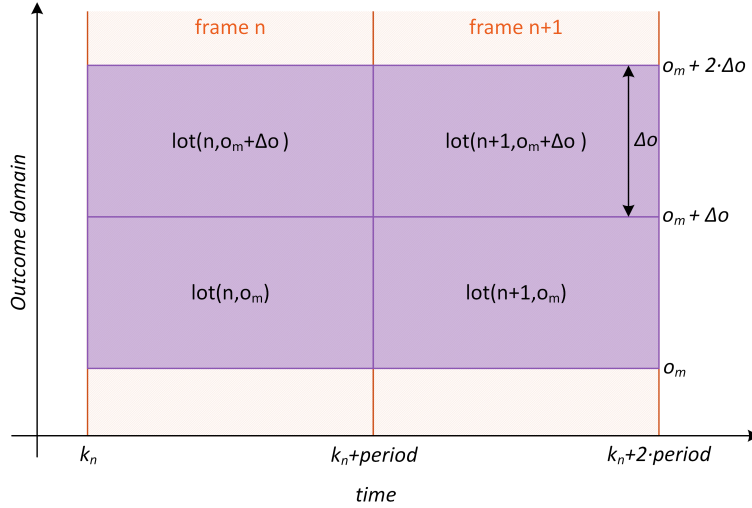 frame n
frame n+1
oₘ + 2·Δo
lot(n,oₘ+Δo )
lot(n+1,oₘ+Δo )
Δo
Outcome domain
oₘ + Δo
lot(n,oₘ)
lot(n+1,oₘ)
oₘ
kₙ
kₙ+period
kₙ+2·period
time